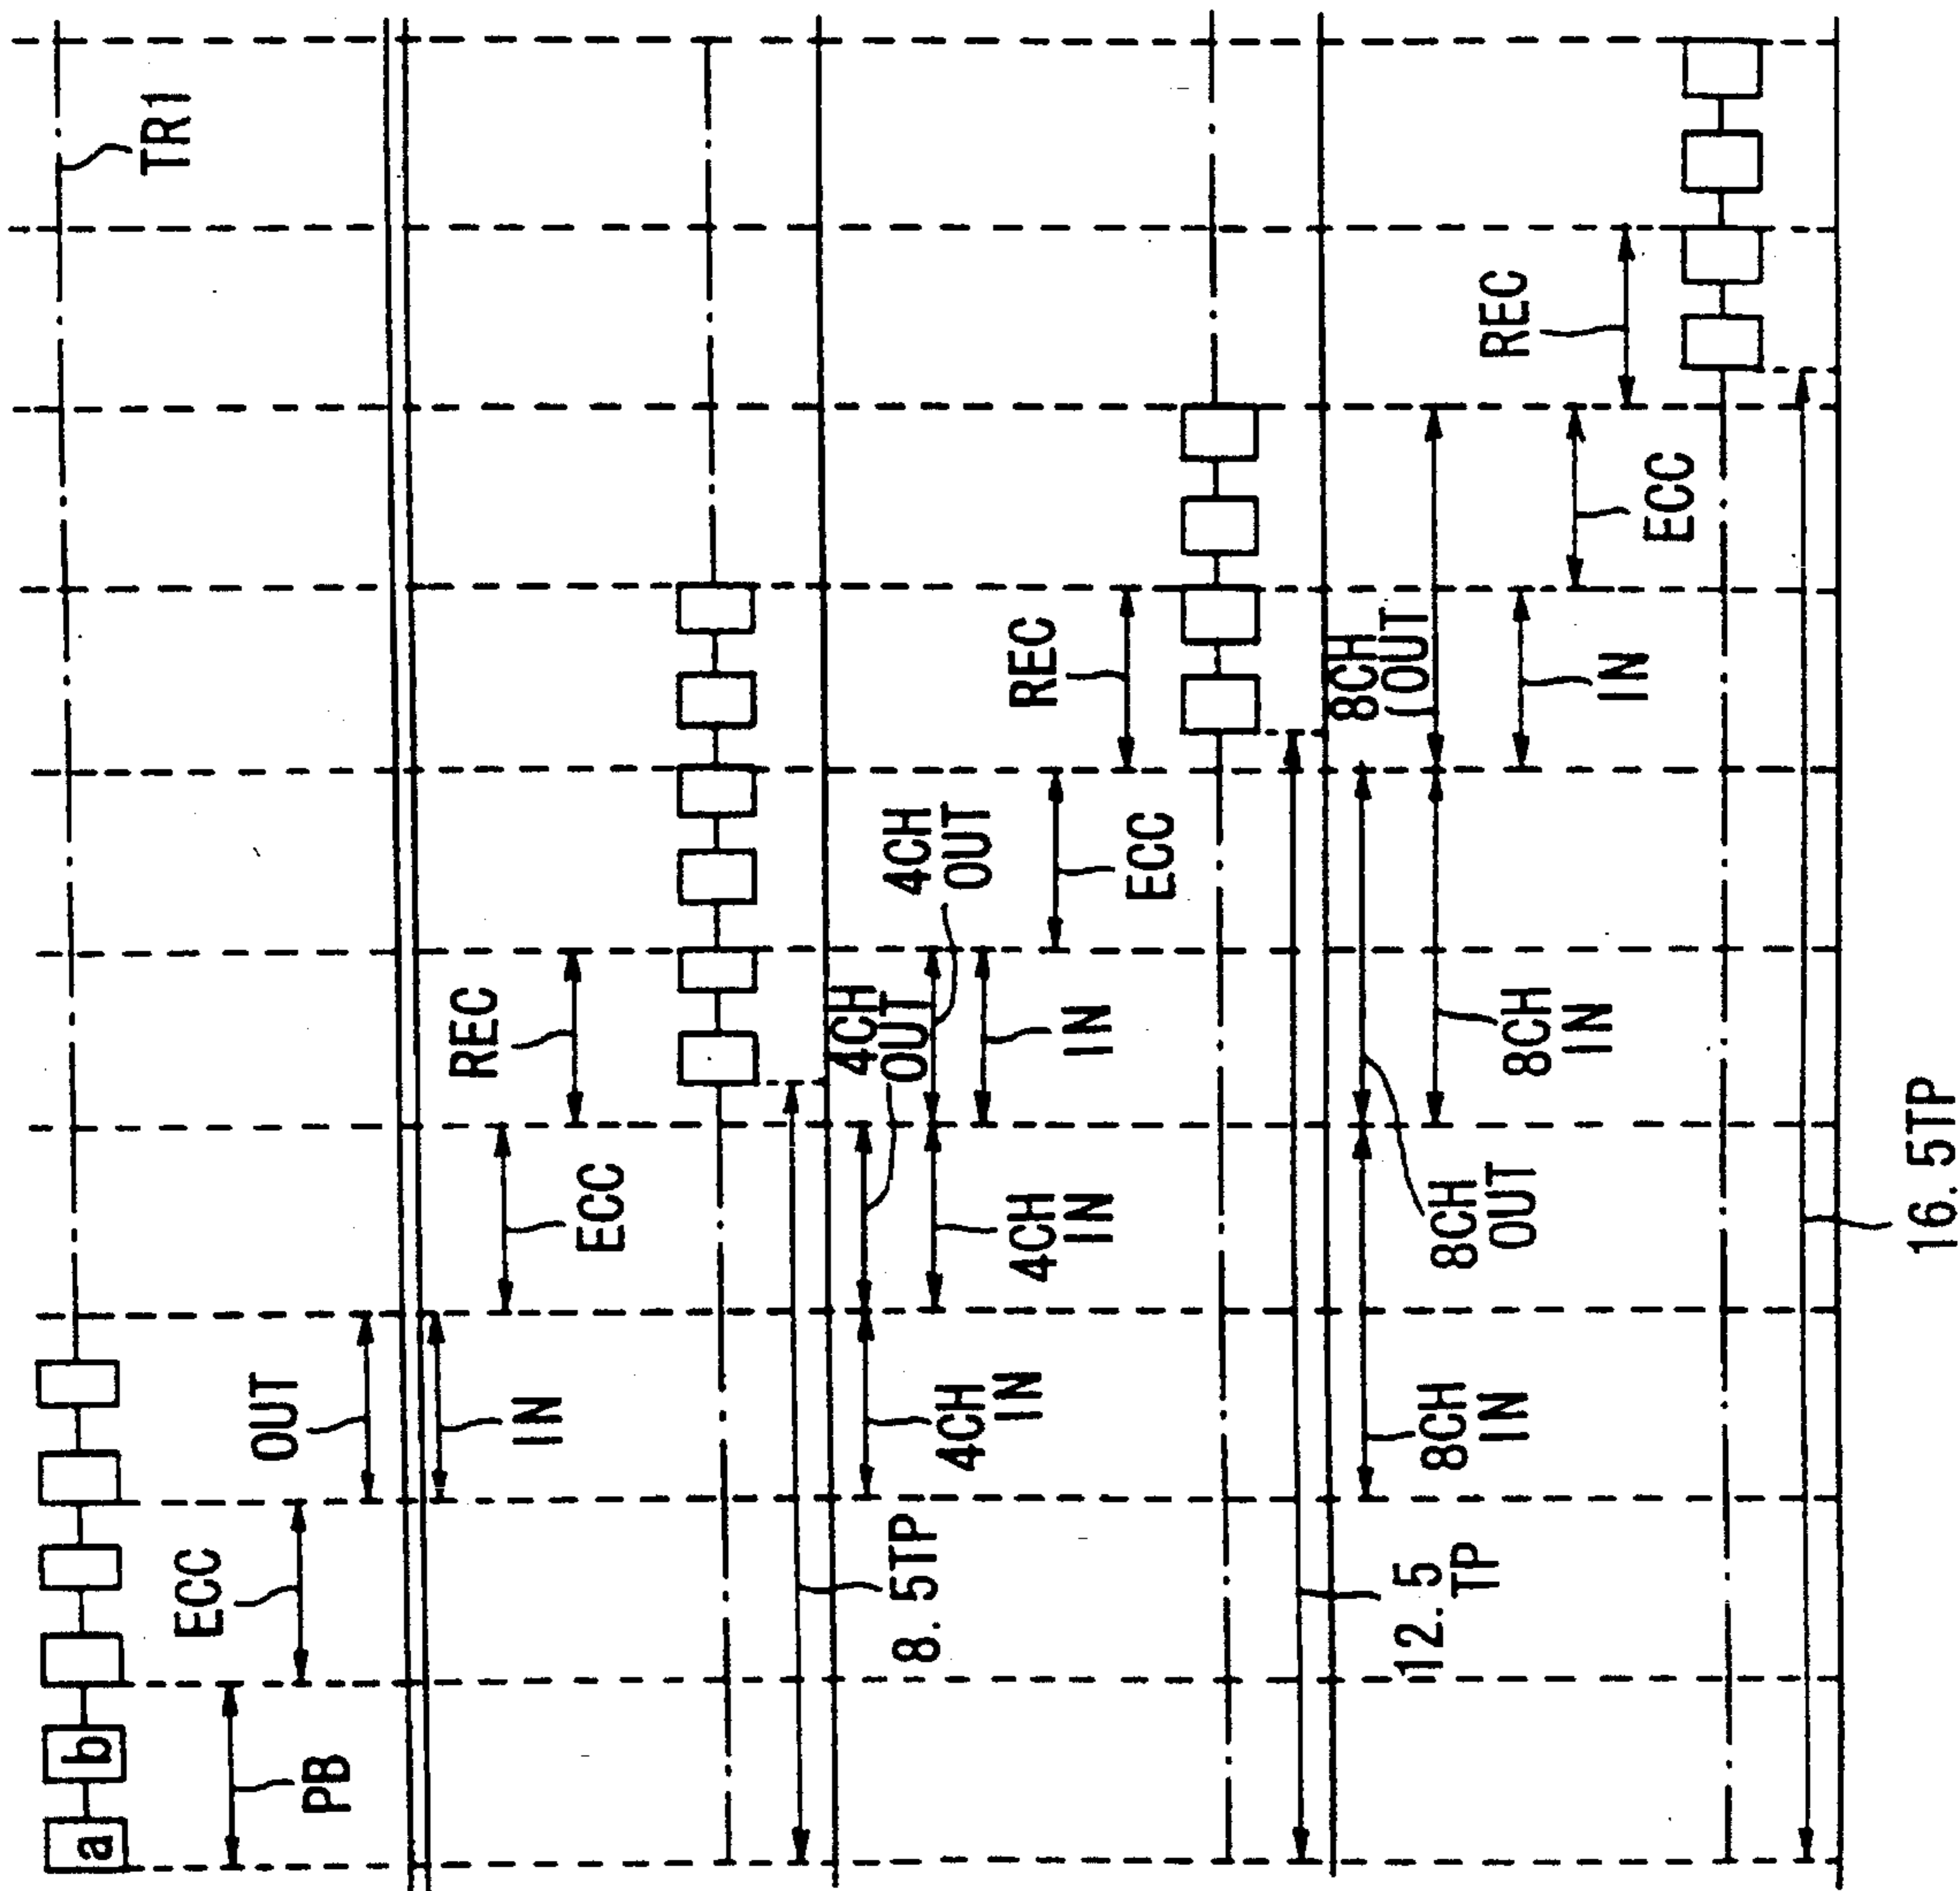 a
b
TR1
PB
ECC
OUT
IN
ECC
REC
8.5TP
4CH
IN
4CH
OUT
4CH
IN
4CH
OUT
IN
ECC
REC
12.5
TP
8CH
IN
8CH
OUT
8CH
IN
8CH
OUT
IN
ECC
REC
16.5TP